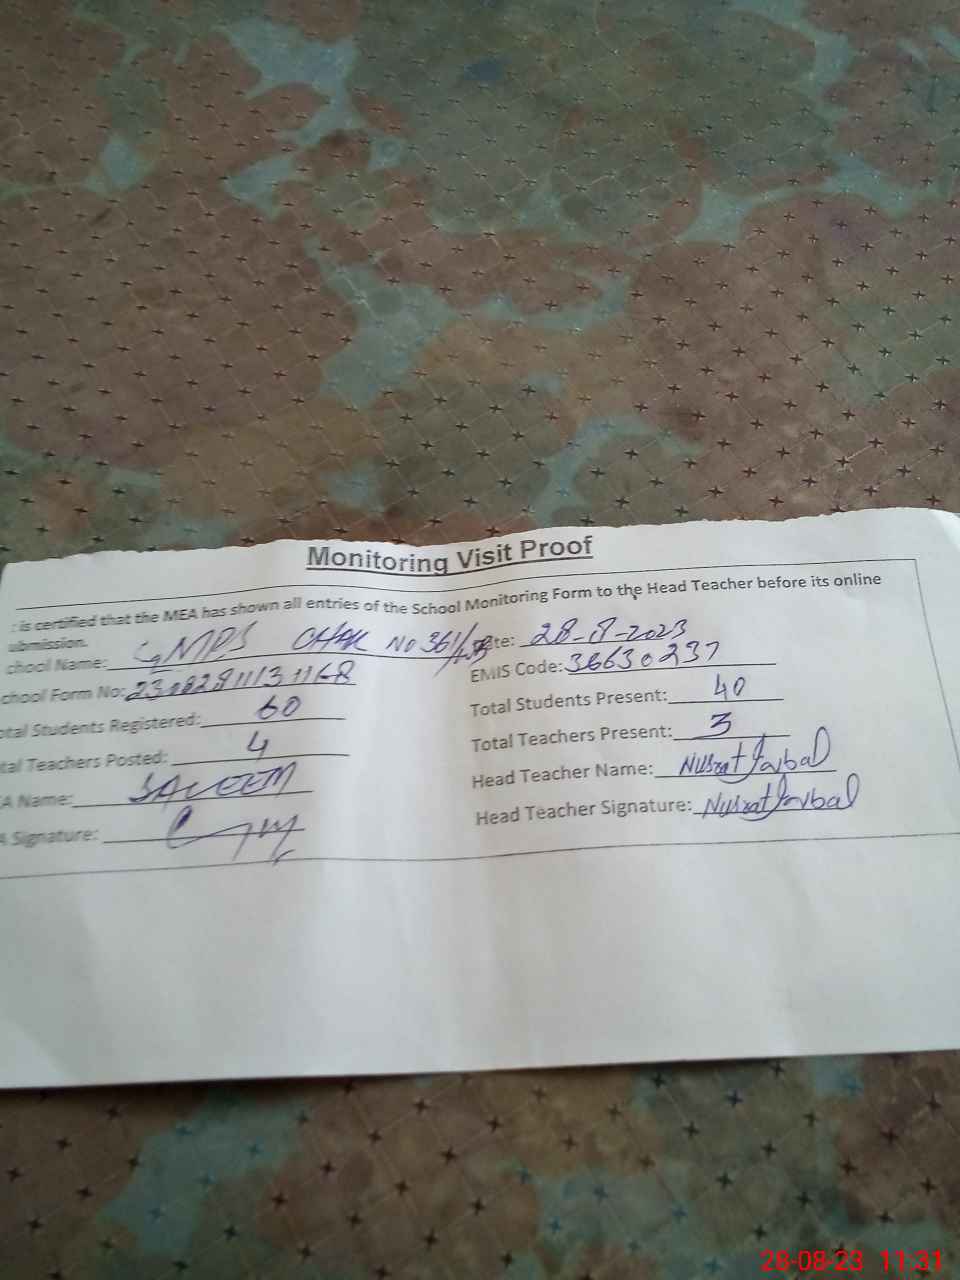 Monitoring Visit Proof
: is certified that the MEA has shown all entries of the School Monitoring Form to the Head Teacher before its online
ubmission.
chool Name: GMPS CHAK No 361/ te: 28-8-2023
chool Form No: EMIS Code: 36630237
otal Students Registered: 60 Total Students Present: 40
tal Teachers Posted: 4 Total Teachers Present: 3
A Name: SALEEM Head Teacher Name: Nusrat Iqbal
A Signature: Head Teacher Signature: Nusrat Iqbal
28-08-23 11:31